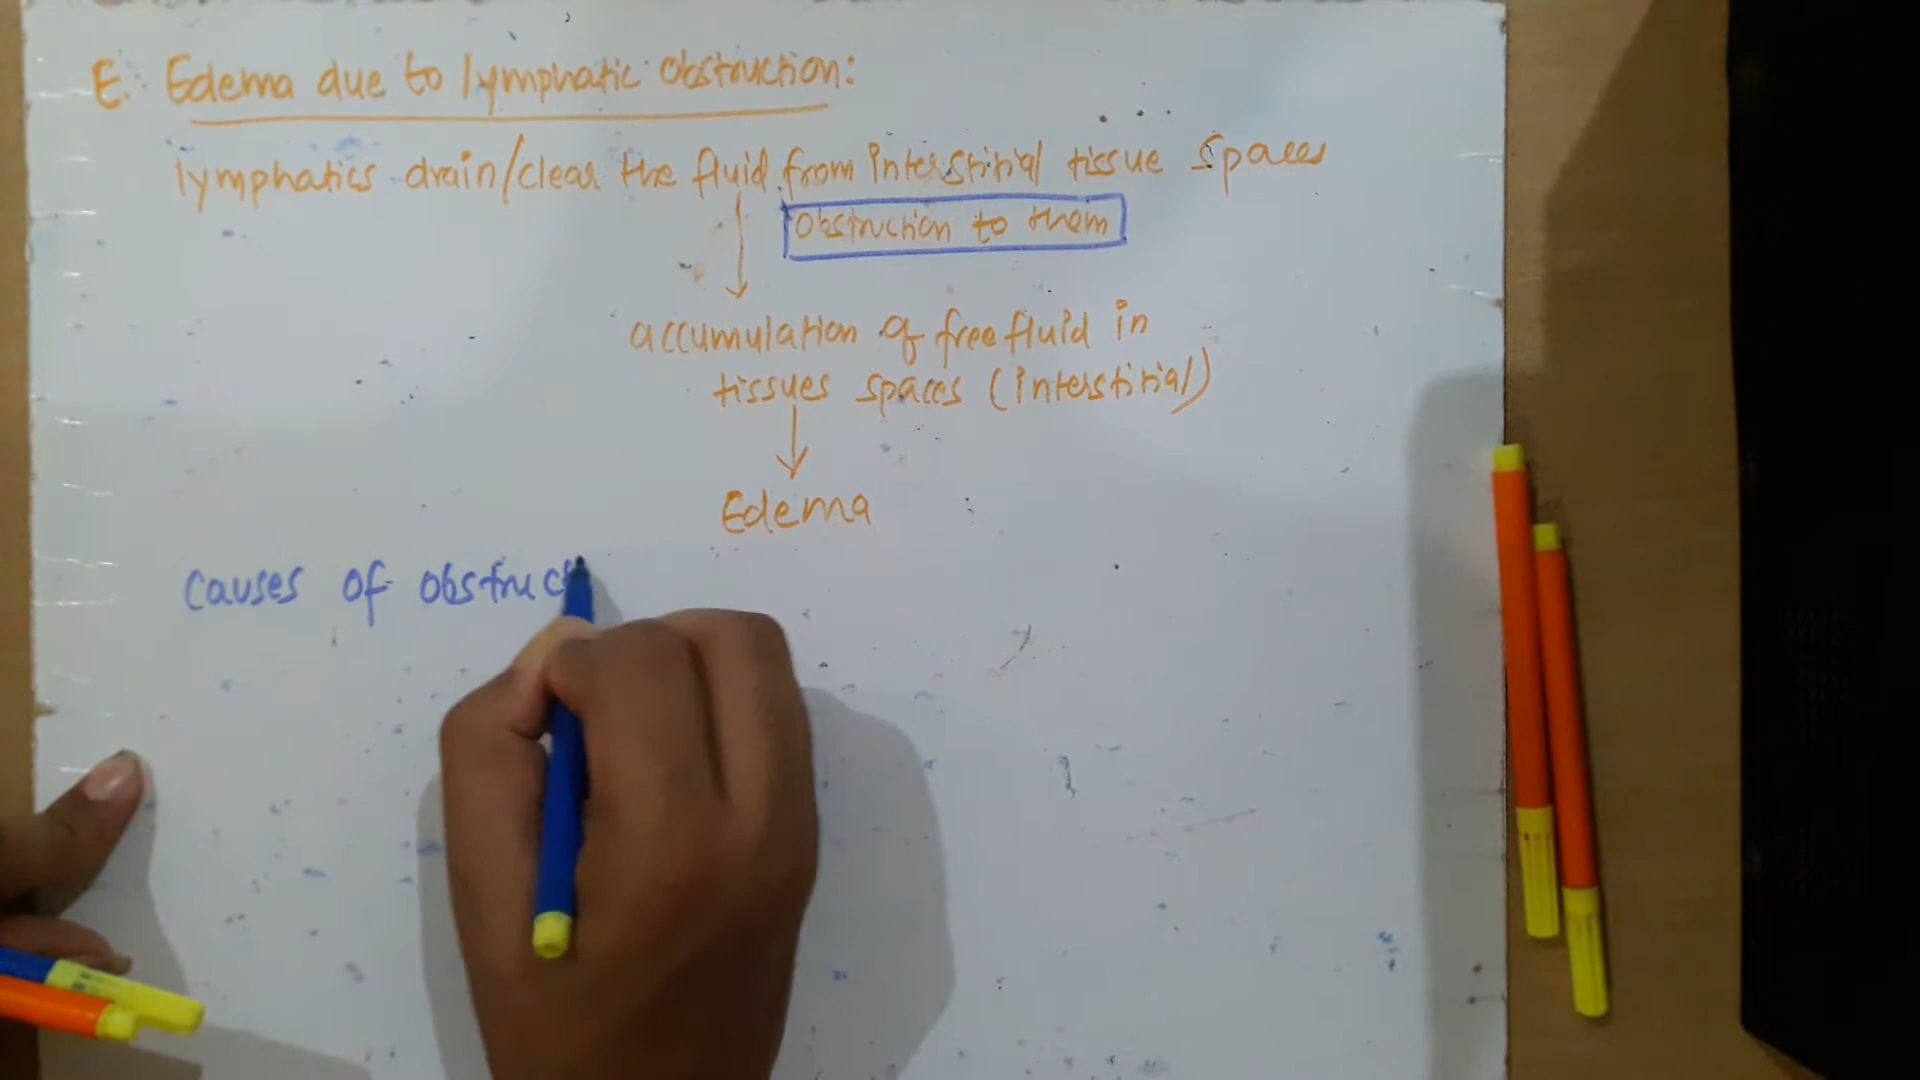 E. Edema due to lymphatic obstruction:
lymphatics drain/clear the fluid from interstitial tissue spaces
obstruction to them
accumulation of free fluid in
tissues spaces (interstitial)
Edema
causes of obstruct